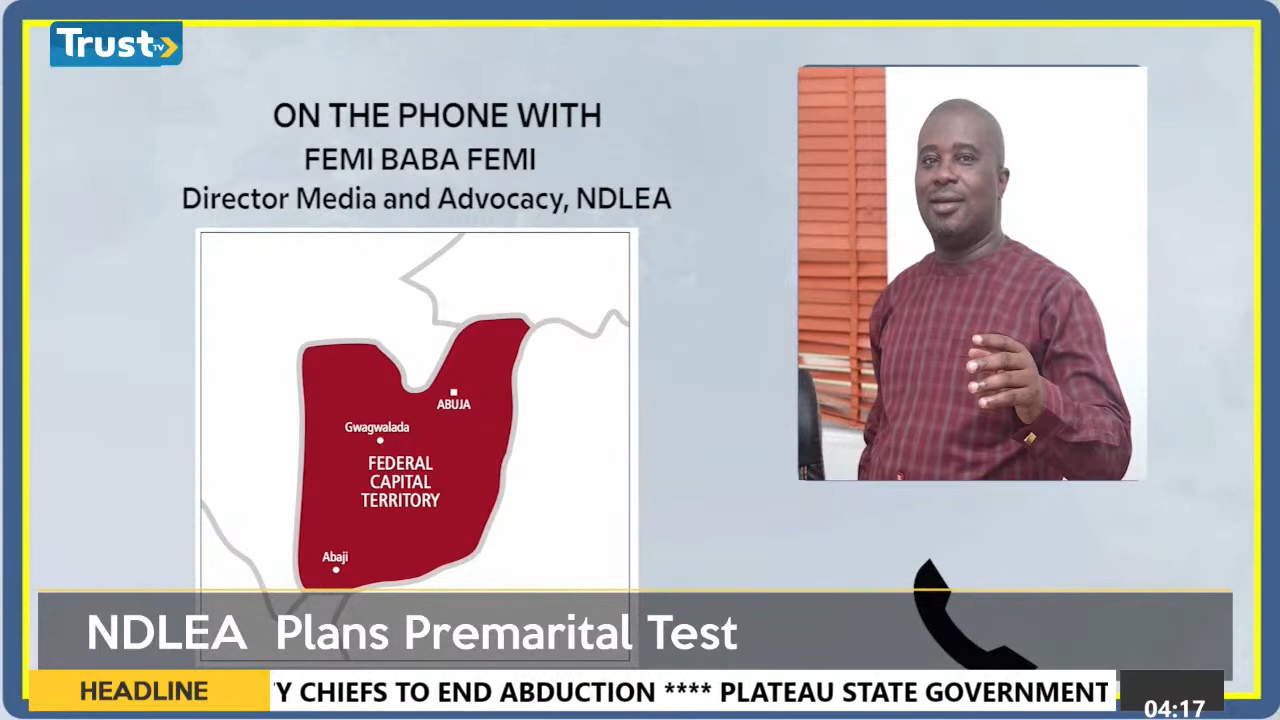 Trust TV
ON THE PHONE WITH
FEMI BABA FEMI
Director Media and Advocacy, NDLEA
ABUJA
Gwagwalada
FEDERAL
CAPITAL
TERRITORY
Abaji
NDLEA Plans Premarital Test
HEADLINE
Y CHIEFS TO END ABDUCTION **** PLATEAU STATE GOVERNMENT
04:17